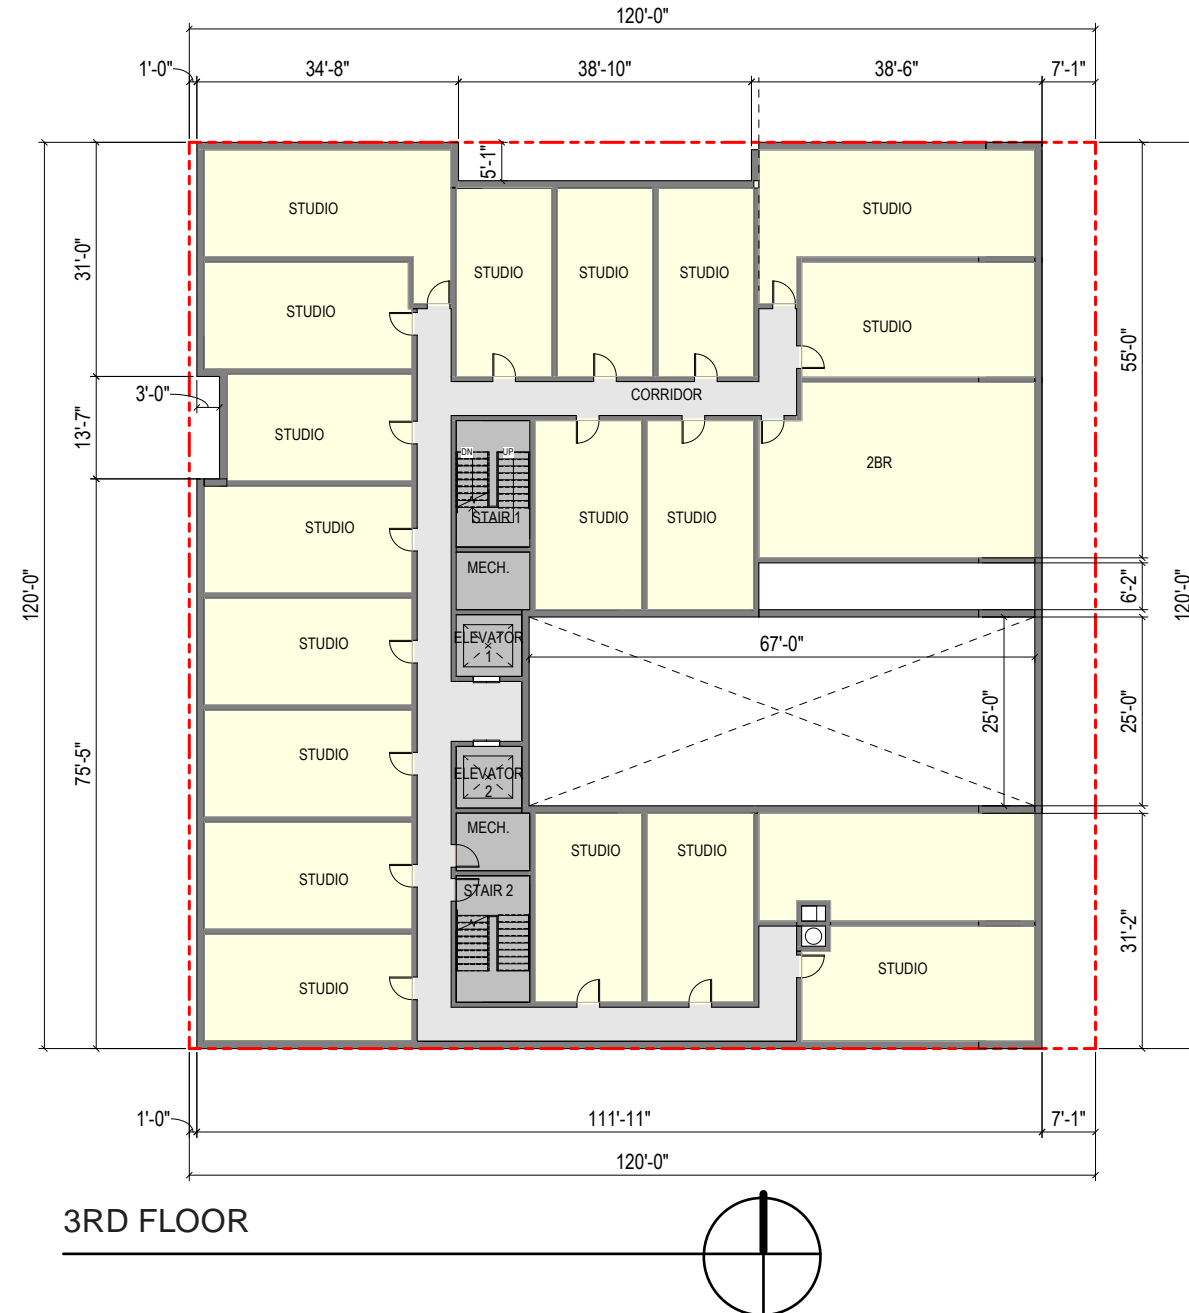 120'-0"
1'-0"
34'-8"
38'-10"
38'-6"
7'-1"
5'-1"
STUDIO
STUDIO
31'-0"
STUDIO
STUDIO
STUDIO
STUDIO
STUDIO
55'-0"
3'-0"
CORRIDOR
13'-7"
STUDIO
DN
UP
2BR
STAIR 1
STUDIO
STUDIO
STUDIO
MECH.
120'-0"
6'-2"
120'-0"
ELEVATOR
1
STUDIO
67'-0"
25'-0"
25'-0"
75'-5"
STUDIO
ELEVATOR
2
MECH.
STUDIO
STUDIO
STUDIO
STAIR 2
31'-2"
STUDIO
STUDIO
1'-0"
111'-11"
7'-1"
120'-0"
3RD FLOOR